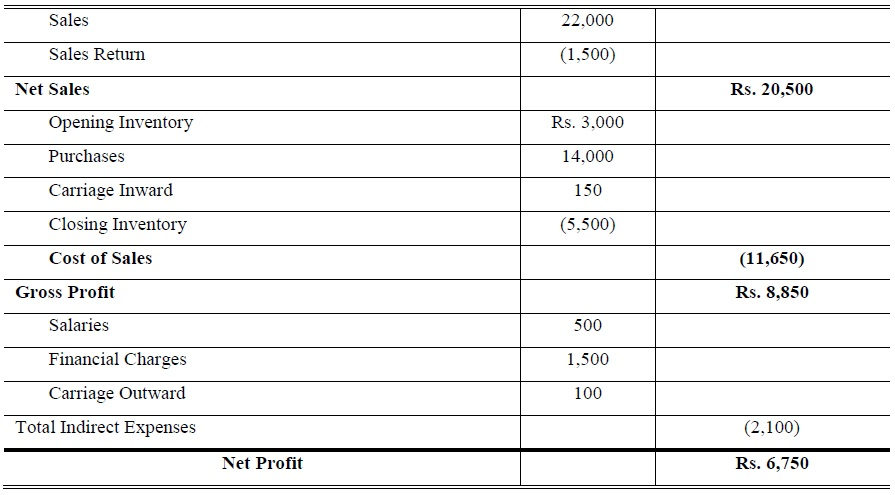 Sales 22,000
Sales Return (1,500)
Net Sales Rs. 20,500
Opening Inventory Rs. 3,000
Purchases 14,000
Carriage Inward 150
Closing Inventory (5,500)
Cost of Sales (11,650)
Gross Profit Rs. 8,850
Salaries 500
Financial Charges 1,500
Carriage Outward 100
Total Indirect Expenses (2,100)
Net Profit Rs. 6,750